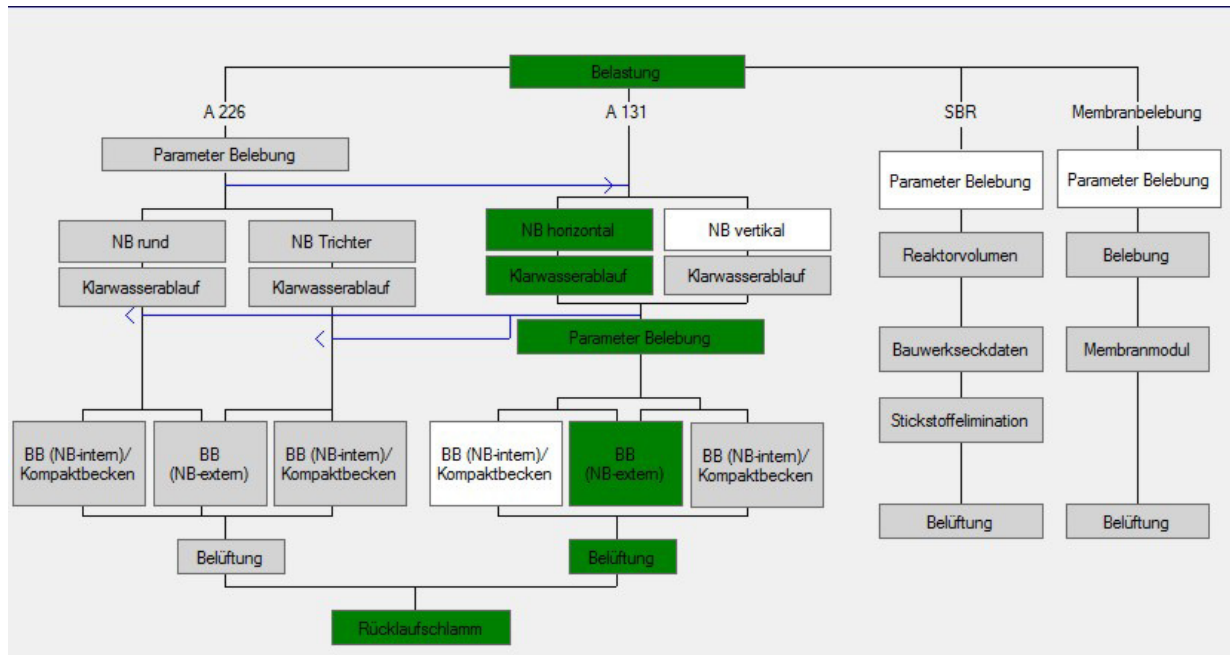 Belastung
A 226
A 131
SBR
Membranbelebung
Parameter Belebung
Parameter Belebung
Parameter Belebung
NB rund
NB Trichter
NB horizontal
NB vertikal
Reaktorvolumen
Belebung
Klarwasserablauf
Klarwasserablauf
Klarwasserablauf
Klarwasserablauf
Parameter Belebung
Bauwerkseckdaten
Membranmodul
Stickstoffelimination
BB (NB-intern)/
Kompaktbecken
BB
(NB-extern)
BB (NB-intern)/
Kompaktbecken
BB (NB-intern)/
Kompaktbecken
BB
(NB-extern)
BB (NB-intern)/
Kompaktbecken
Belüftung
Belüftung
Belüftung
Belüftung
Rücklaufschlamm